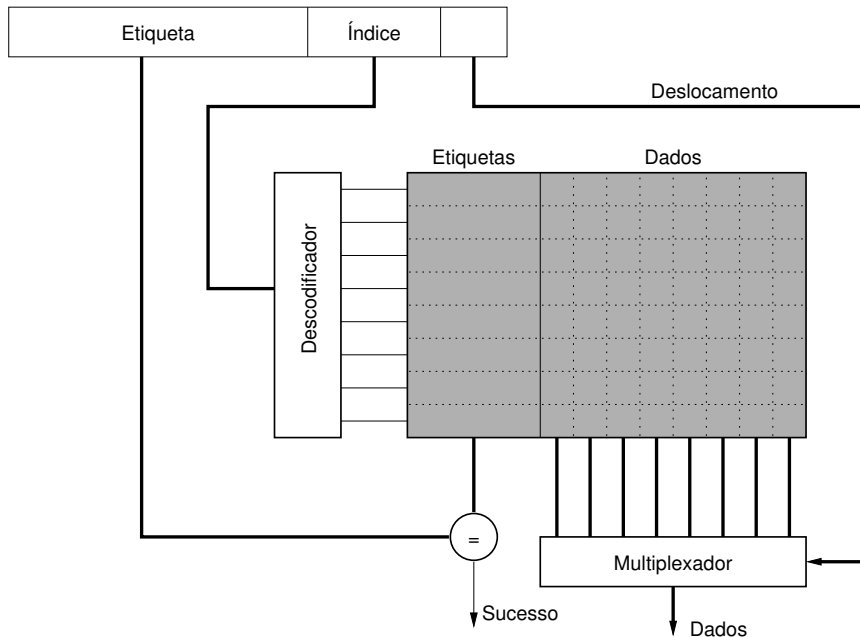 Etiqueta
Índice
Deslocamento
Etiquetas
Dados
Descodificador
=
Multiplexador
Sucesso
Dados